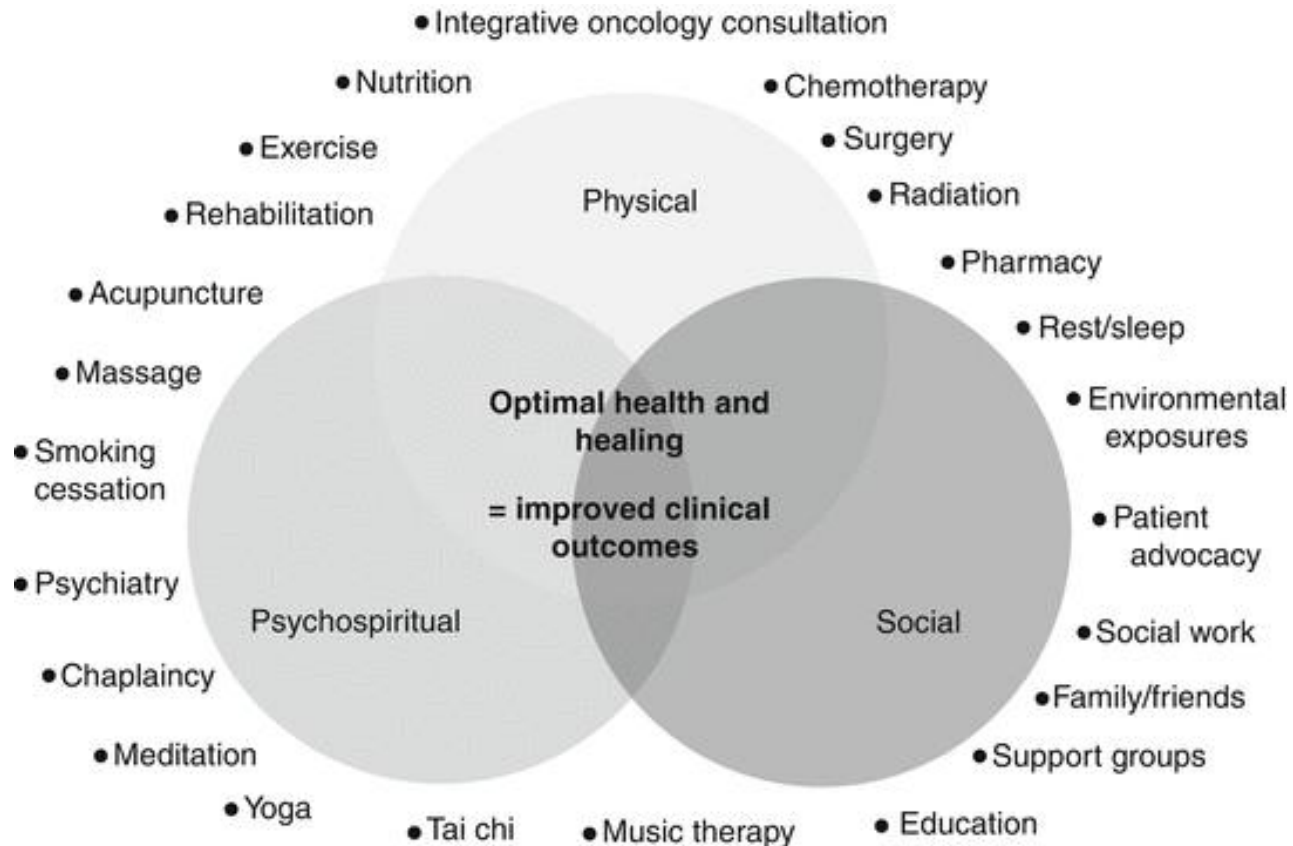 • Integrative oncology consultation
• Nutrition
• Chemotherapy
• Exercise
• Surgery
• Rehabilitation
Physical
• Radiation
• Acupuncture
• Pharmacy
• Rest/sleep
• Massage
Optimal health and
healing
= improved clinical
outcomes
• Environmental
exposures
• Smoking
cessation
• Patient
advocacy
• Psychiatry
Psychospiritual
Social
• Social work
• Chaplaincy
• Family/friends
• Meditation
• Support groups
• Yoga
• Tai chi
• Music therapy
• Education